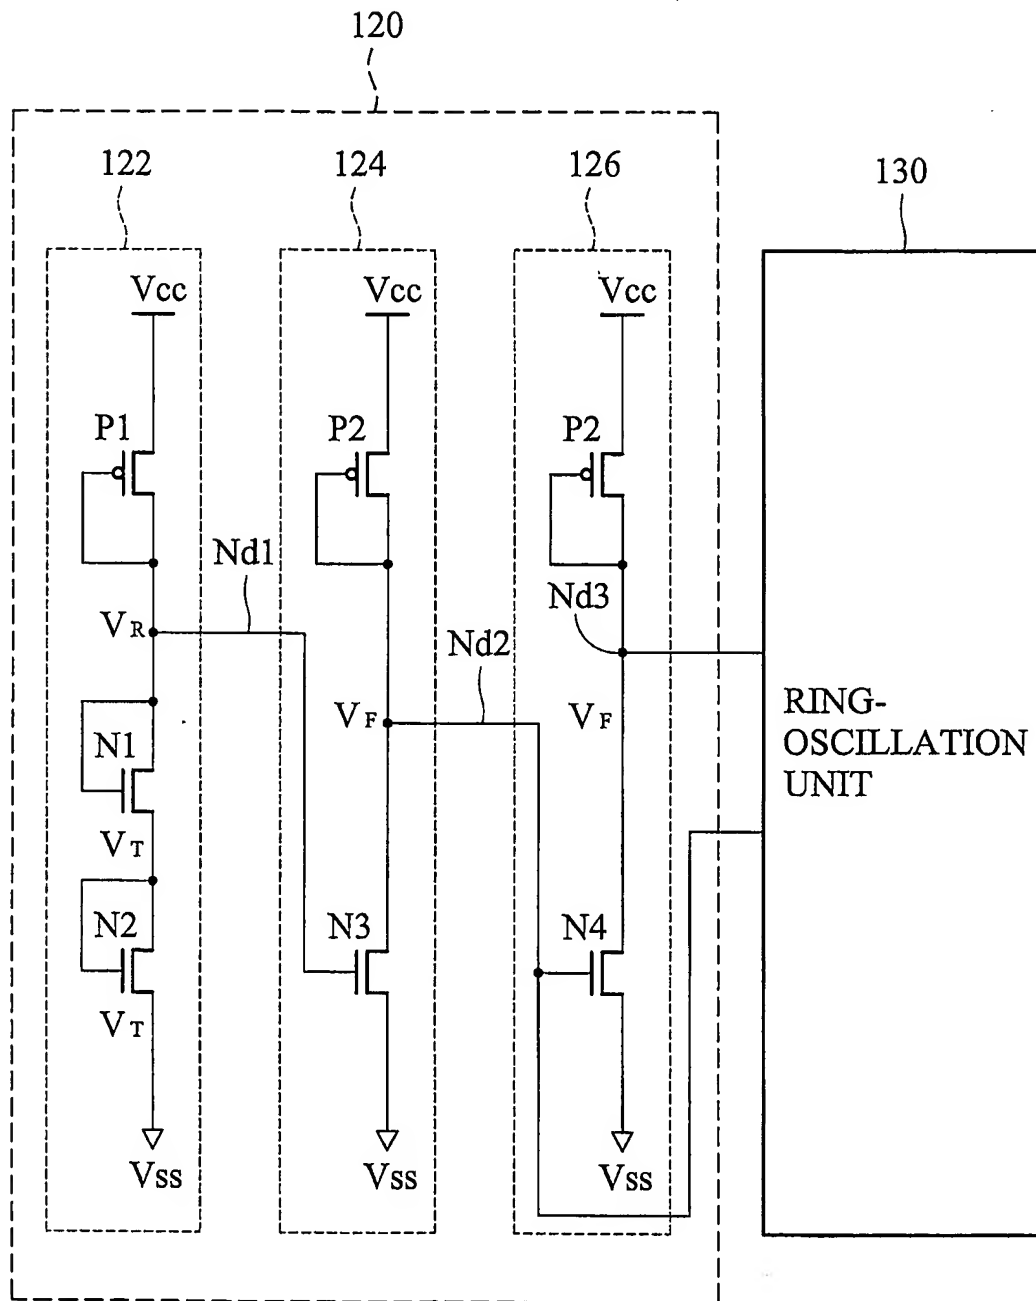 120
122
124
126
130
Vcc
Vcc
Vcc
P1
P2
P2
Nd1
Nd3
VR
Nd2
VF
VF
RING-
OSCILLATION
UNIT
N1
VT
N2
N3
N4
VT
Vss
Vss
Vss